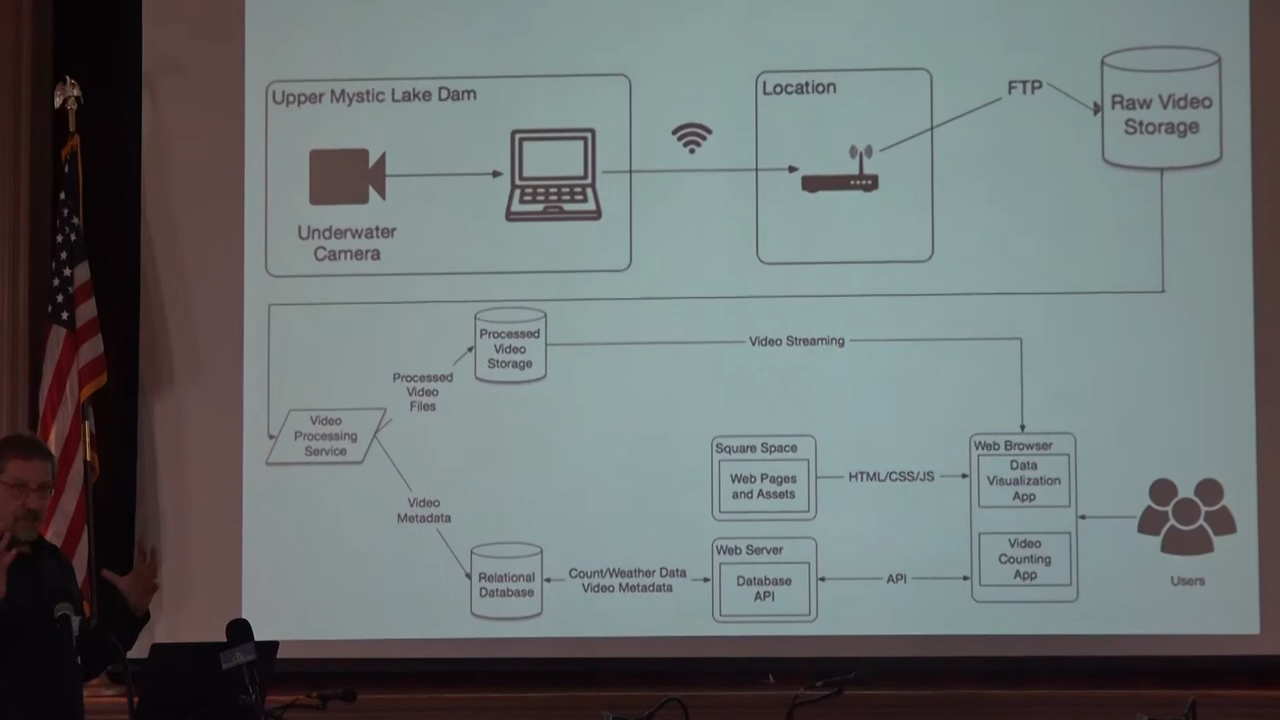 Upper Mystic Lake Dam
Location
FTP
Raw Video
Storage
Underwater
Camera
Processed
Video
Storage
Video Streaming
Processed
Video
Files
Video
Processing
Service
Square Space
Web Pages
and Assets
HTML/CSS/JS
Web Browser
Data
Visualization
App
Video
Metadata
Video
Counting
App
Relational
Database
Count/Weather Data
Video Metadata
Web Server
Database
API
API
Users